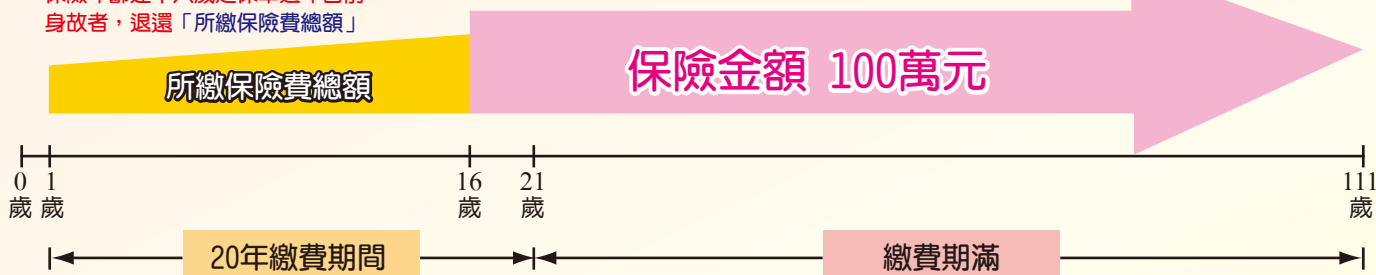 身故者，退還「所繳保險費總額」
所繳保險費總額
保險金額 100萬元
0 1 16 21 111
歲 歲 歲 歲 歲
20年繳費期間 繳費期滿